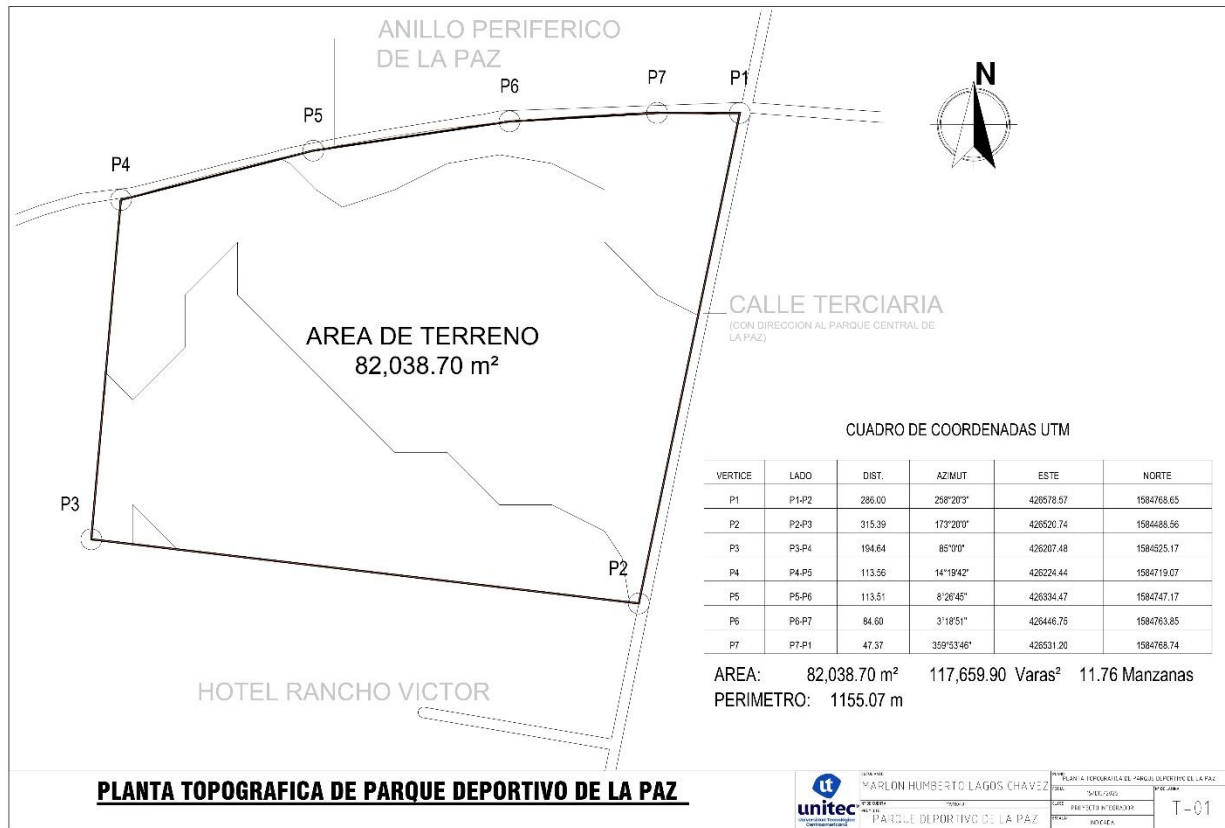 ANILLO PERIFERICO
DE LA PAZ
N
P1
P7
P6
P5
P4
CALLE TERCIARIA
(CON DIRECCION AL PARQUE CENTRAL DE
LA PAZ)
AREA DE TERRENO
82,038.70 m²
P3
P2
HOTEL RANCHO VICTOR
CUADRO DE COORDENADAS UTM
VERTICE LADO DIST. AZIMUT ESTE NORTE
P1 P1-P2 286.00 258°20'3" 426578.57 1584768.65
P2 P2-P3 315.39 173°20'0" 426520.74 1584488.56
P3 P3-P4 194.64 85°0'0" 426207.48 1584525.17
P4 P4-P5 113.56 14°19'42" 426224.44 1584719.07
P5 P5-P6 113.51 8°26'45" 426334.47 1584747.17
P6 P6-P7 84.60 3°18'51" 426446.75 1584763.85
P7 P7-P1 47.37 359°53'46" 426531.20 1584768.74
AREA: 82,038.70 m² 117,659.90 Varas² 11.76 Manzanas
PERIMETRO: 1155.07 m
PLANTA TOPOGRAFICA DE PARQUE DEPORTIVO DE LA PAZ
ut
unitec
Universidad Tecnológica
Centroamericana
MARLON HUMBERTO LAGOS CHAVEZ
PARQUE DEPORTIVO DE LA PAZ
PLANTA TOPOGRAFICA DE PARQUE DEPORTIVO DE LA PAZ
PROYECTO INTEGRADOR
INDICADA
T-01